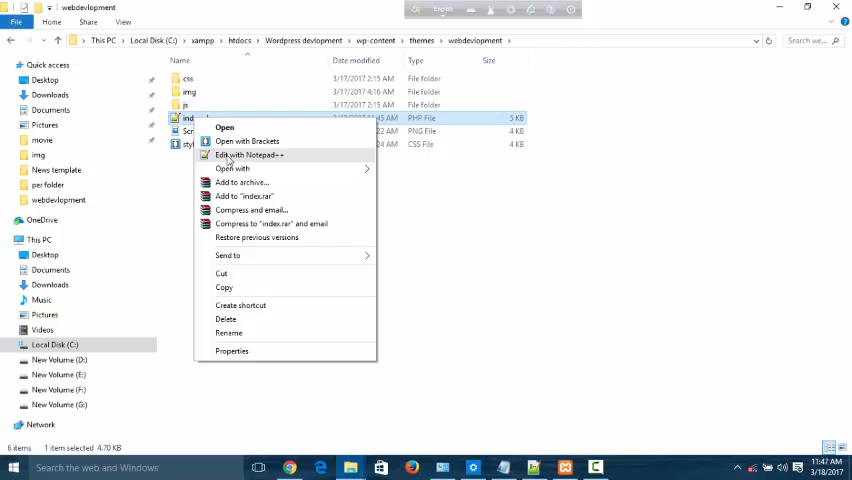 webdevlopment
File
Home
Share
View
English
This PC
Local Disk (C:)
xampp
htdocs
Wordpress devlopment
wp-content
themes
webdevlopment
Search we...
Name
Date modified
Type
Size
Quick access
Desktop
Downloads
Documents
Pictures
movie
img
News template
per folder
webdevlopment
OneDrive
This PC
Desktop
Documents
Downloads
Music
Pictures
Videos
Local Disk (C:)
New Volume (D:)
New Volume (E:)
New Volume (F:)
New Volume (G:)
Network
css
3/17/2017 2:15 AM
File folder
img
3/17/2017 4:16 AM
File folder
js
3/17/2017 2:15 AM
File folder
:45 AM
PHP File
5 KB
:22 AM
PNG File
4 KB
:24 AM
CSS File
4 KB
Open
Open with Brackets
Edit with Notepad++
Open with
Add to archive...
Add to "index.rar"
Compress and email...
Compress to "index.rar" and email
Restore previous versions
Send to
Cut
Copy
Create shortcut
Delete
Rename
Properties
6 items
1 item selected 4.70 KB
Search the web and Windows
11:47 AM
3/18/2017